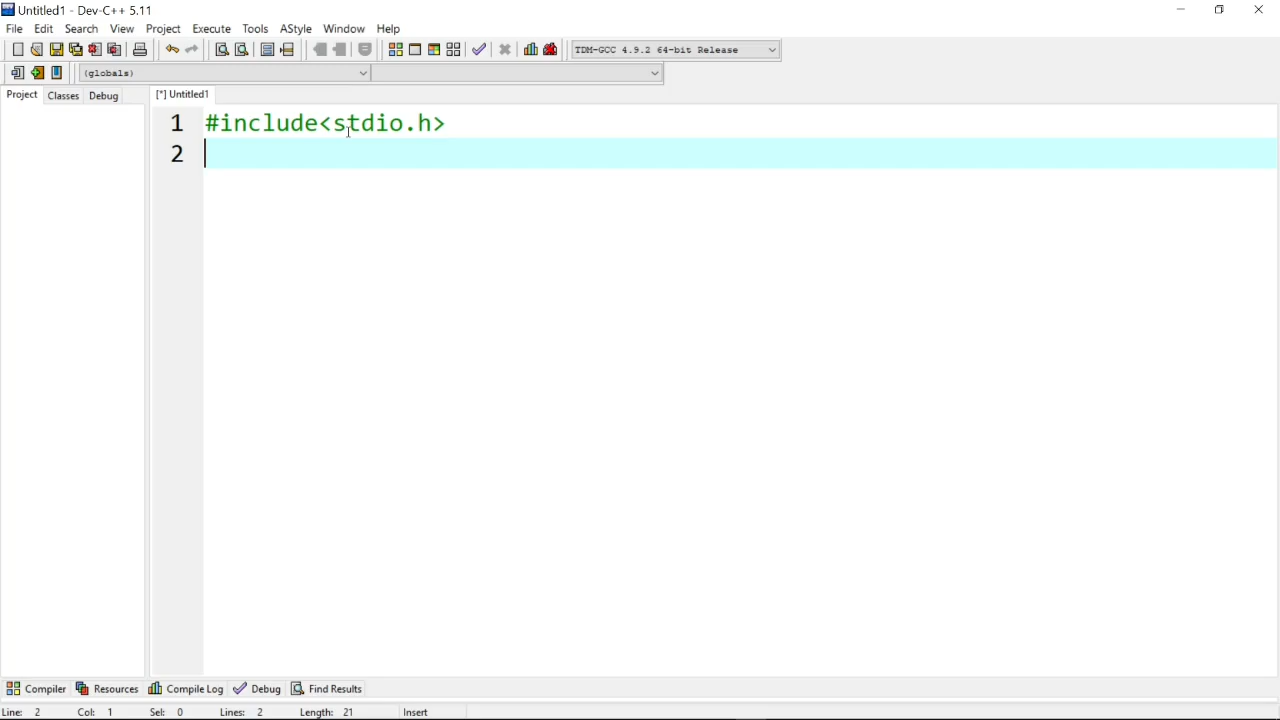 Untitled1 - Dev-C++ 5.11
File Edit Search View Project Execute Tools AStyle Window Help
TDM-GCC 4.9.2 64-bit Release
(globals)
Project Classes Debug [*] Untitled1
1 #include<stdio.h>
2
Compiler Resources Compile Log Debug Find Results
Line: 2 Col: 1 Sel: 0 Lines: 2 Length: 21 Insert